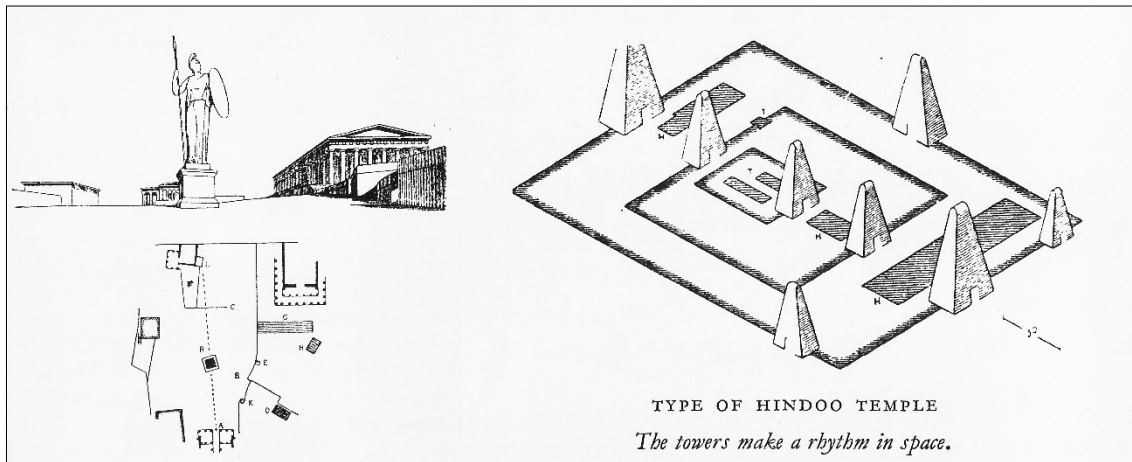 C
G
H
E
B
K
D
A
H
T
T
H
H
TYPE OF HINDOO TEMPLE
The towers make a rhythm in space.